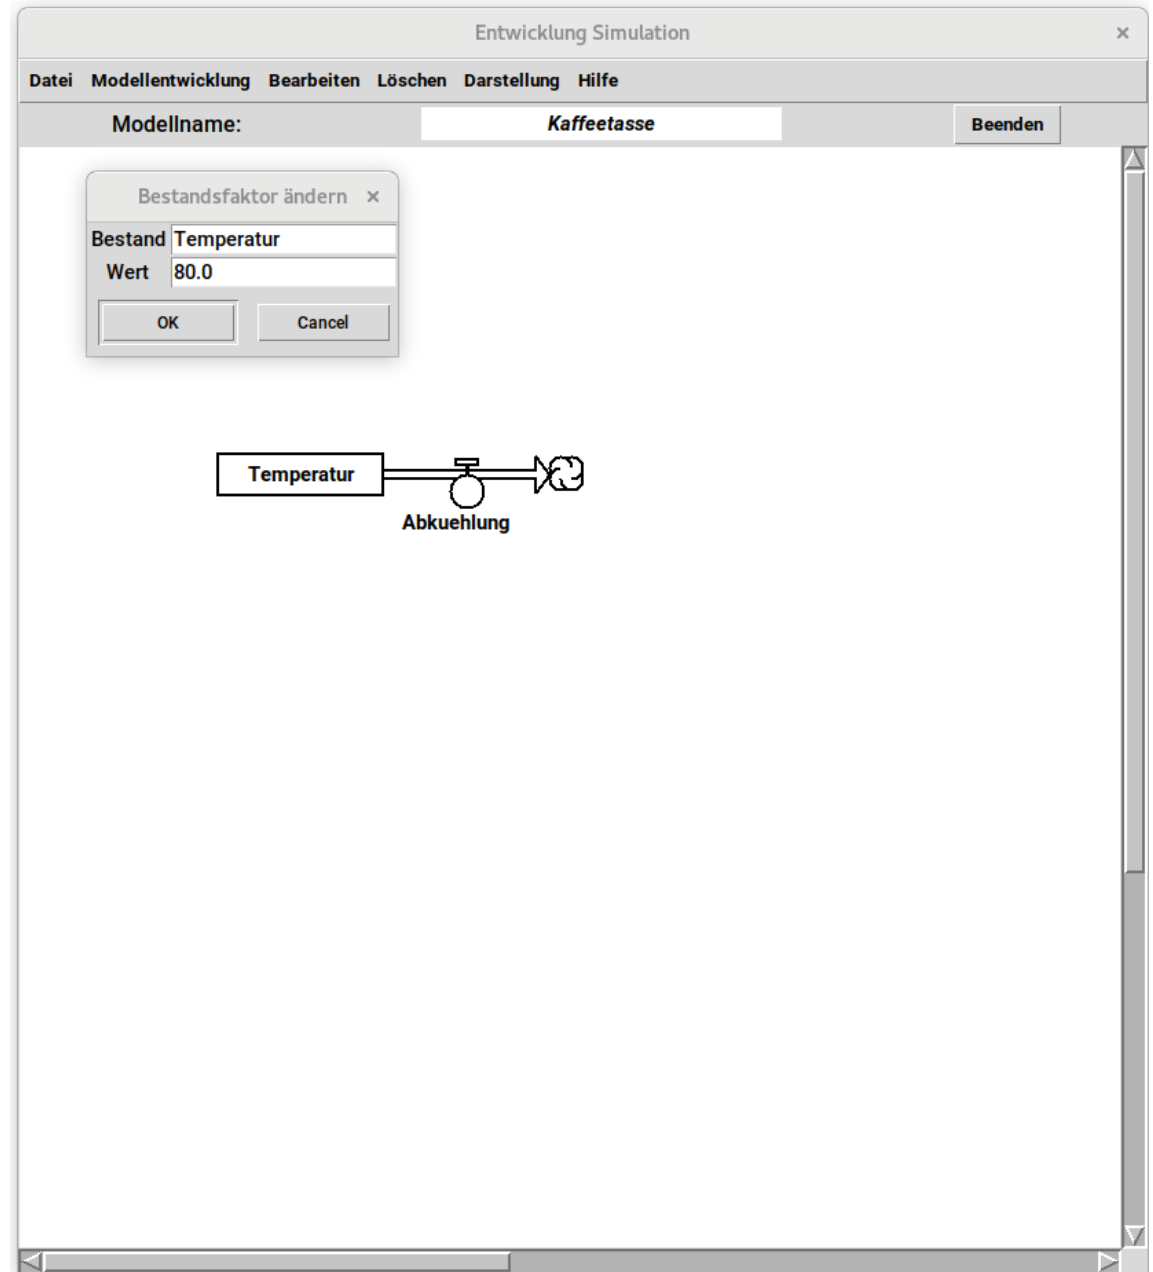 Entwicklung Simulation
Datei Modellentwicklung Bearbeiten Löschen Darstellung Hilfe
Modellname: Kaffeetasse Beenden
Bestandsfaktor ändern
Bestand Temperatur
Wert 80.0
OK Cancel
Temperatur
Abkuehlung